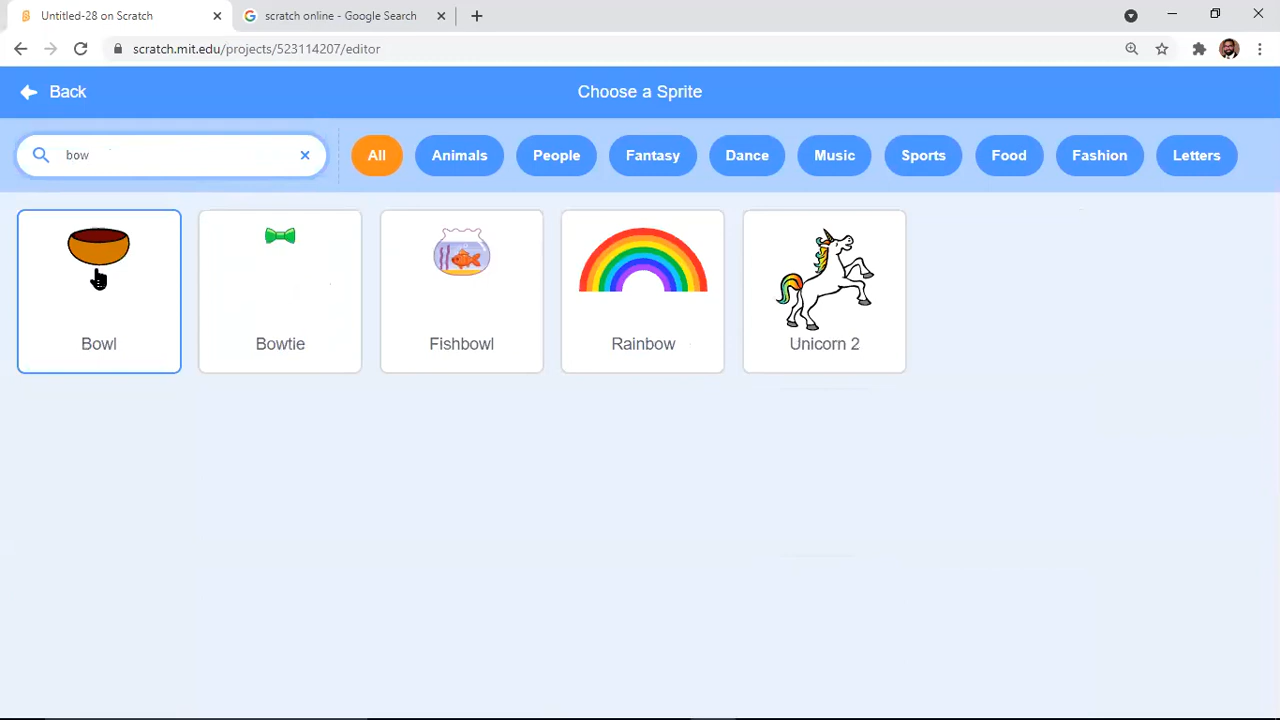 Untitled-28 on Scratch
scratch online - Google Search
scratch.mit.edu/projects/523114207/editor
Back
Choose a Sprite
bow
All
Animals
People
Fantasy
Dance
Music
Sports
Food
Fashion
Letters
Bowl
Bowtie
Fishbowl
Rainbow
Unicorn 2